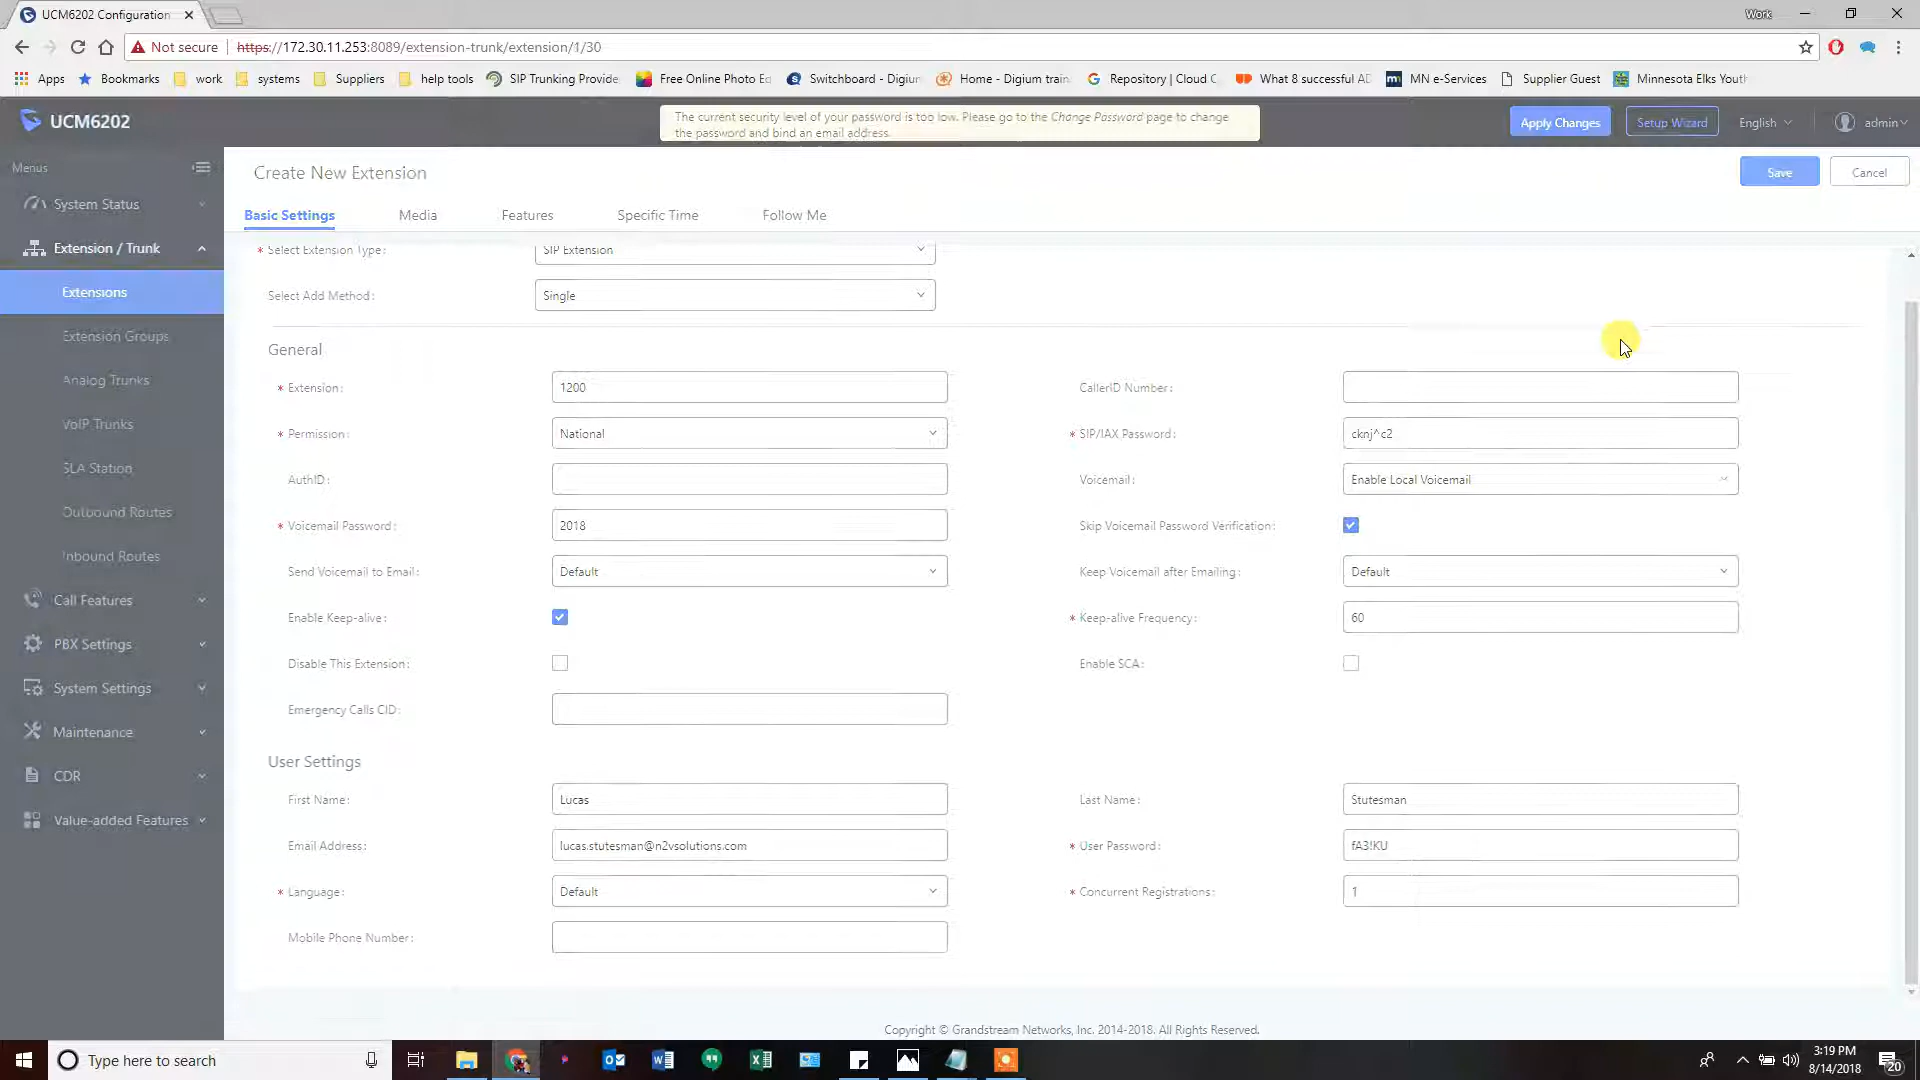 UCM6202 Configuration
Work
Not secure
https://172.30.11.253:8089/extension-trunk/extension/1/30
Apps
Bookmarks
work
systems
Suppliers
help tools
SIP Trunking Provide
Free Online Photo Ed
Switchboard - Digium
Home - Digium train
Repository | Cloud C
What 8 successful AD
MN e-Services
Supplier Guest
Minnesota Elks Youth
UCM6202
The current security level of your password is too low. Please go to the Change Password page to change
the password and bind an email address.
Apply Changes
Setup Wizard
English
admin
Menus
System Status
Extension / Trunk
Extensions
Extension Groups
Analog Trunks
VoIP Trunks
SLA Station
Outbound Routes
Inbound Routes
Call Features
PBX Settings
System Settings
Maintenance
CDR
Value-added Features
Create New Extension
Save
Cancel
Basic Settings
Media
Features
Specific Time
Follow Me
* Select Extension Type: SIP Extension
Select Add Method: Single
General
* Extension: 1200
CallerID Number:
* Permission: National
* SIP/IAX Password: cknj^c2
AuthID:
Voicemail: Enable Local Voicemail
* Voicemail Password: 2018
Skip Voicemail Password Verification:
Send Voicemail to Email: Default
Keep Voicemail after Emailing: Default
Enable Keep-alive:
* Keep-alive Frequency: 60
Disable This Extension:
Enable SCA:
Emergency Calls CID:
User Settings
First Name: Lucas
Last Name: Stutesman
Email Address: lucas.stutesman@n2vsolutions.com
* User Password: fA3!KU
* Language: Default
* Concurrent Registrations: 1
Mobile Phone Number:
Copyright © Grandstream Networks, Inc. 2014-2018. All Rights Reserved.
Type here to search
3:19 PM
8/14/2018
20